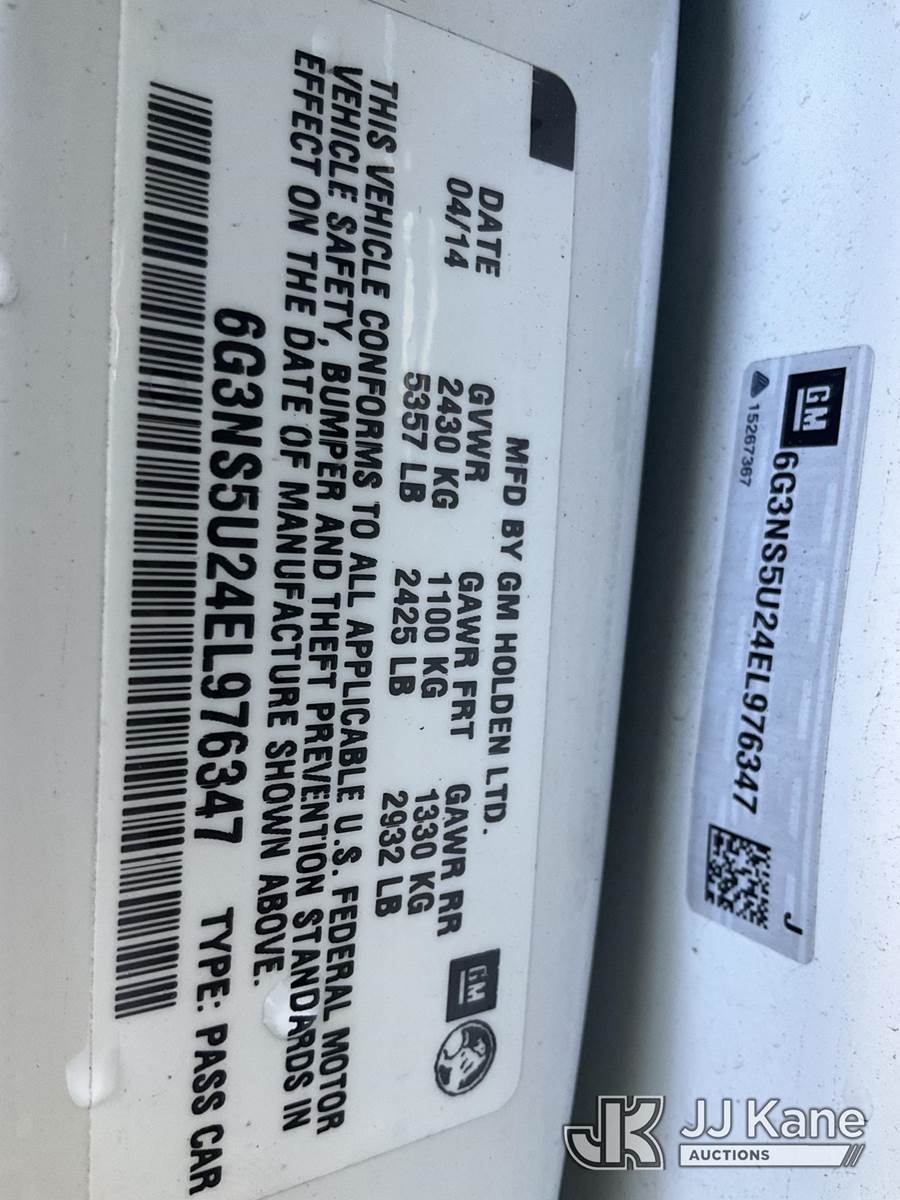 MFD BY GM HOLDEN LTD.
DATE GVWR GAWR FRT GAWR RR
04/14 2430 KG 1100 KG 1330 KG
5357 LB 2425 LB 2932 LB
GM
THIS VEHICLE CONFORMS TO ALL APPLICABLE U.S. FEDERAL MOTOR
VEHICLE SAFETY, BUMPER AND THEFT PREVENTION STANDARDS IN
EFFECT ON THE DATE OF MANUFACTURE SHOWN ABOVE.
6G3NS5U24EL976347 TYPE: PASS CAR
GM
J
6G3NS5U24EL976347
15267367
JK JJ Kane
AUCTIONS